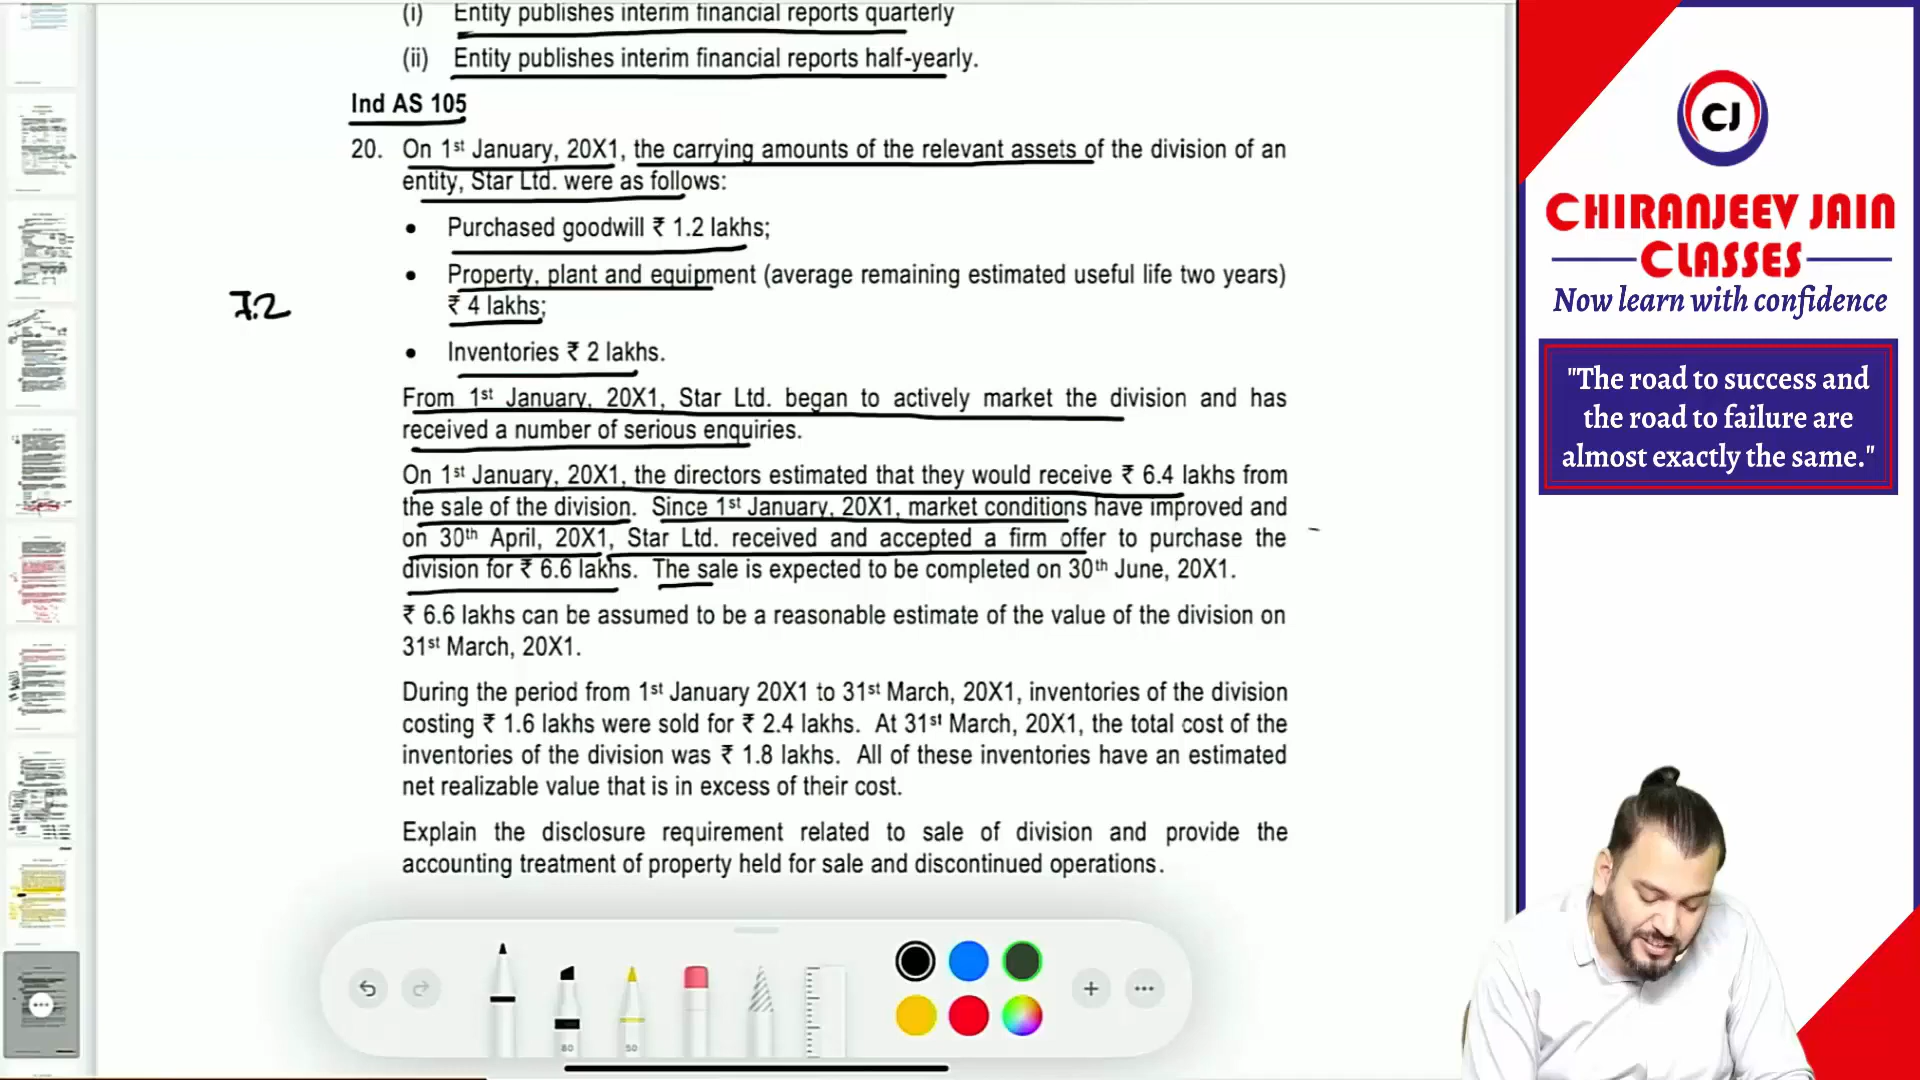 (i) Entity publishes interim financial reports quarterly
(ii) Entity publishes interim financial reports half-yearly.
Ind AS 105
20. On 1st January, 20X1, the carrying amounts of the relevant assets of the division of an
entity, Star Ltd. were as follows:
• Purchased goodwill ₹ 1.2 lakhs;
• Property, plant and equipment (average remaining estimated useful life two years)
₹ 4 lakhs;
7.2
• Inventories ₹ 2 lakhs.
From 1st January, 20X1, Star Ltd. began to actively market the division and has
received a number of serious enquiries.
On 1st January, 20X1, the directors estimated that they would receive ₹ 6.4 lakhs from
the sale of the division. Since 1st January, 20X1, market conditions have improved and
on 30th April, 20X1, Star Ltd. received and accepted a firm offer to purchase the
division for ₹ 6.6 lakhs. The sale is expected to be completed on 30th June, 20X1.
₹ 6.6 lakhs can be assumed to be a reasonable estimate of the value of the division on
31st March, 20X1.
During the period from 1st January 20X1 to 31st March, 20X1, inventories of the division
costing ₹ 1.6 lakhs were sold for ₹ 2.4 lakhs. At 31st March, 20X1, the total cost of the
inventories of the division was ₹ 1.8 lakhs. All of these inventories have an estimated
net realizable value that is in excess of their cost.
Explain the disclosure requirement related to sale of division and provide the
accounting treatment of property held for sale and discontinued operations.
80
50
CJ
CHIRANJEEV JAIN
CLASSES
Now learn with confidence
"The road to success and
the road to failure are
almost exactly the same."